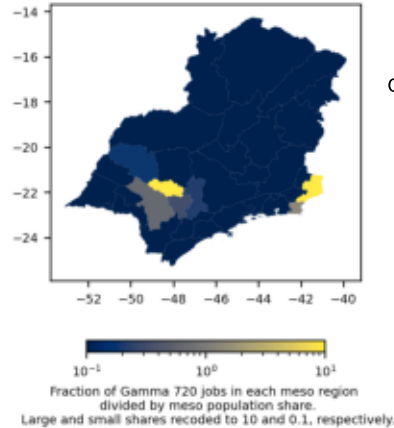 −14
−16
−18
−20
−22
−24
−52 −50 −48 −46 −44 −42 −40
10⁻¹ 10⁰ 10¹
Fraction of Gamma 720 jobs in each meso region
divided by meso population share.
Large and small shares recoded to 10 and 0.1, respectively.